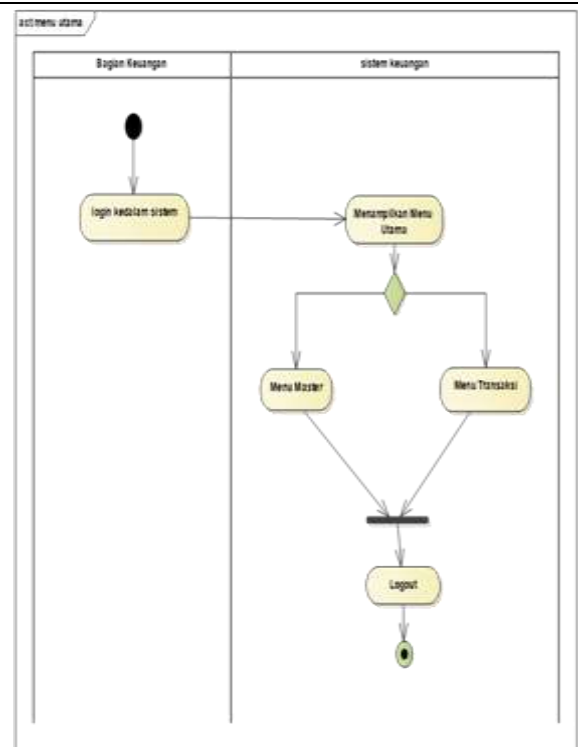 act menu utama
Bagian Keuangan
sistem keuangan
login kedalam sistem
Menampilkan Menu
Utama
Menu Master
Menu Transaksi
Logout